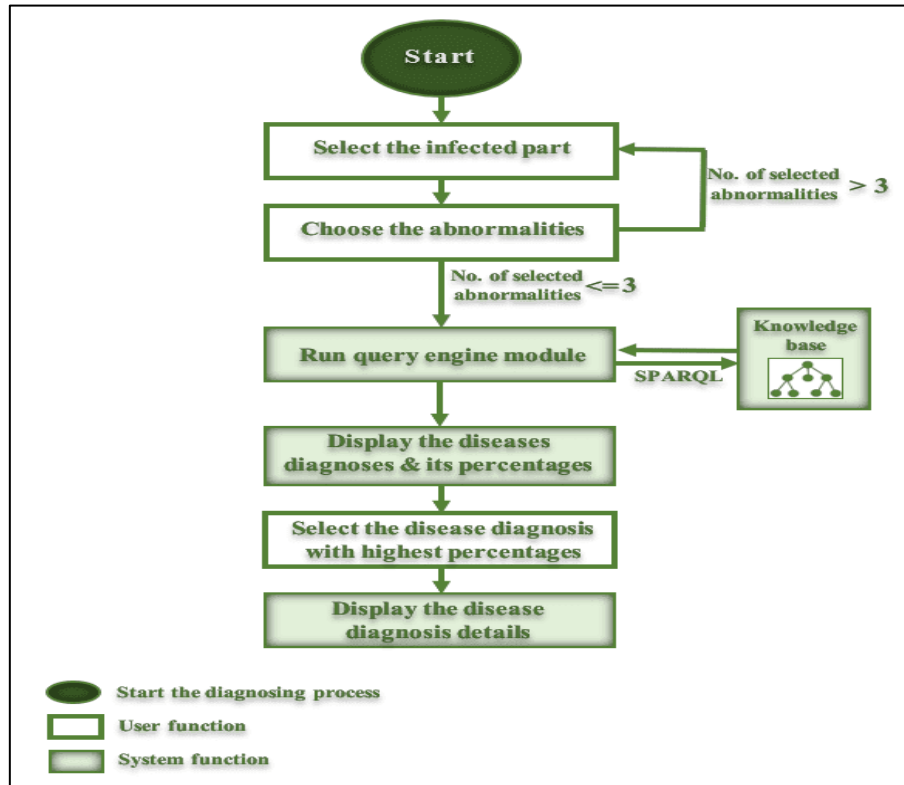 Start
Select the infected part
No. of selected
abnormalities > 3
Choose the abnormalities
No. of selected
abnormalities <=3
Knowledge
base
Run query engine module
SPARQL
Display the diseases
diagnoses & its percentages
Select the disease diagnosis
with highest percentages
Display the disease
diagnosis details
Start the diagnosing process
User function
System function